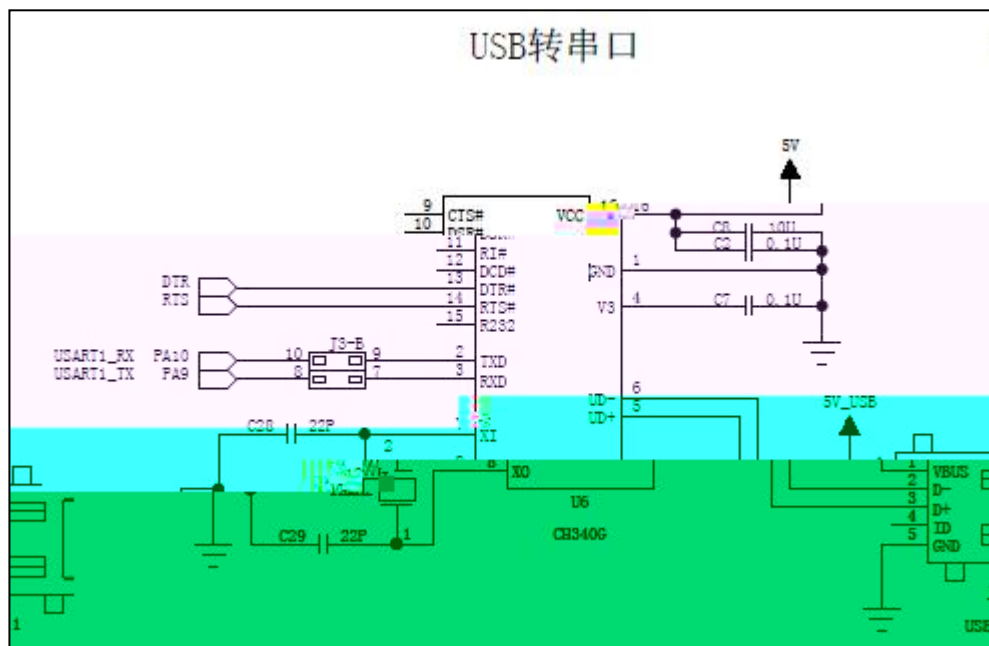 USB转串口
5V
9 CTS# VCC
10
C8 10U
11 C2 0.1U
12 RI#
13 DCD# GND 1
DTR DTR#
RTS 14 RTS# V3 4 C7 0.1U
15 R232
J3-B
USART1_RX PA10 10 9 2 TXD
USART1_TX PA9 8 7 3 RXD
UD- 6
UD+ 5 5V_USB
C28 22P XI
2
8 XO 1 VBUS
U6 2 D-
3 D+
C29 22P 1 CH340G 4 ID
5 GND
1
USB